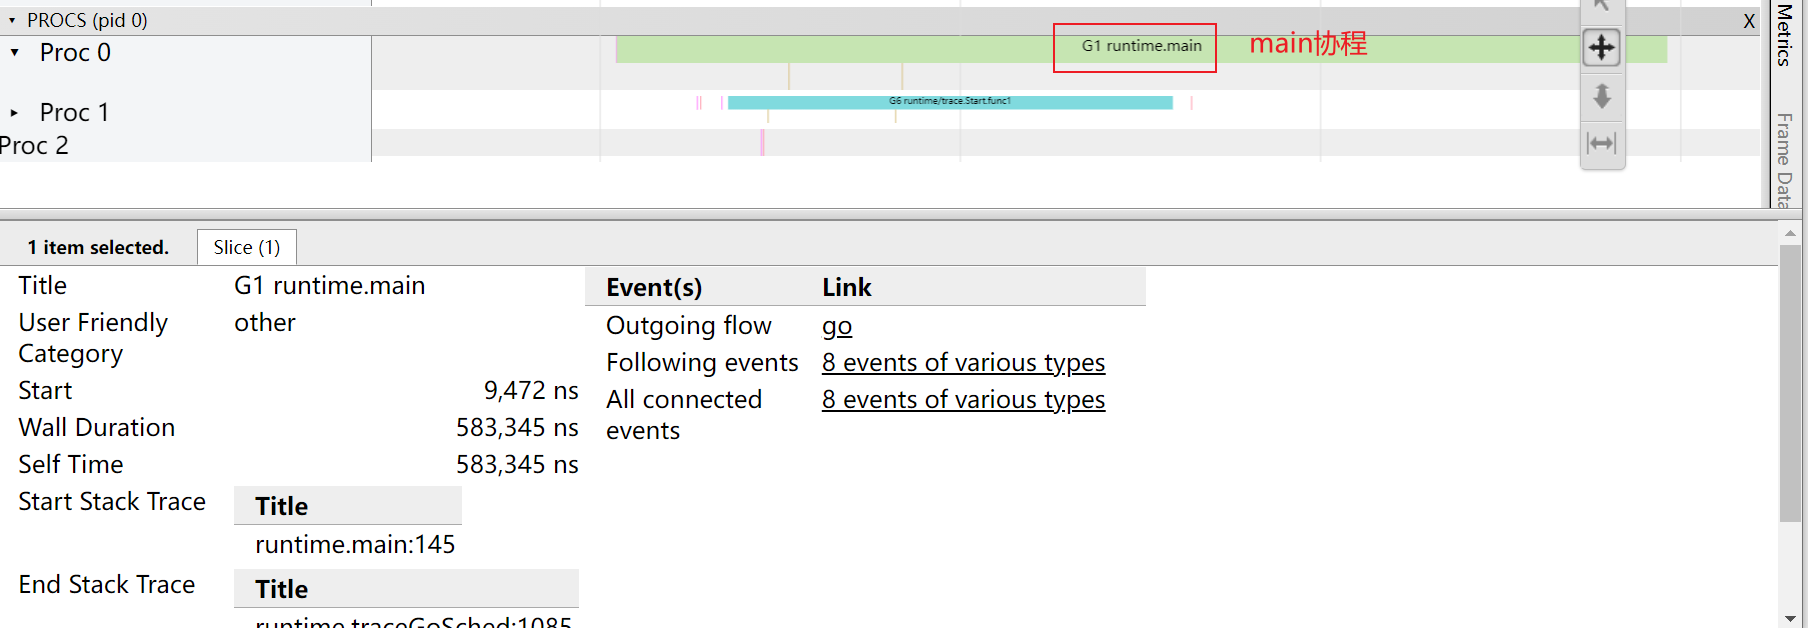 PROCS (pid 0)
X
Proc 0
G1 runtime.main
main协程
Proc 1
G6 runtime/trace.Start.func1
Proc 2
Metrics
Frame Data
1 item selected.
Slice (1)
Title
G1 runtime.main
User Friendly Category
other
Start
9,472 ns
Wall Duration
583,345 ns
Self Time
583,345 ns
Start Stack Trace
Title
runtime.main:145
End Stack Trace
Title
runtime.traceGoSched:1085
Event(s)
Link
Outgoing flow
go
Following events
8 events of various types
All connected events
8 events of various types